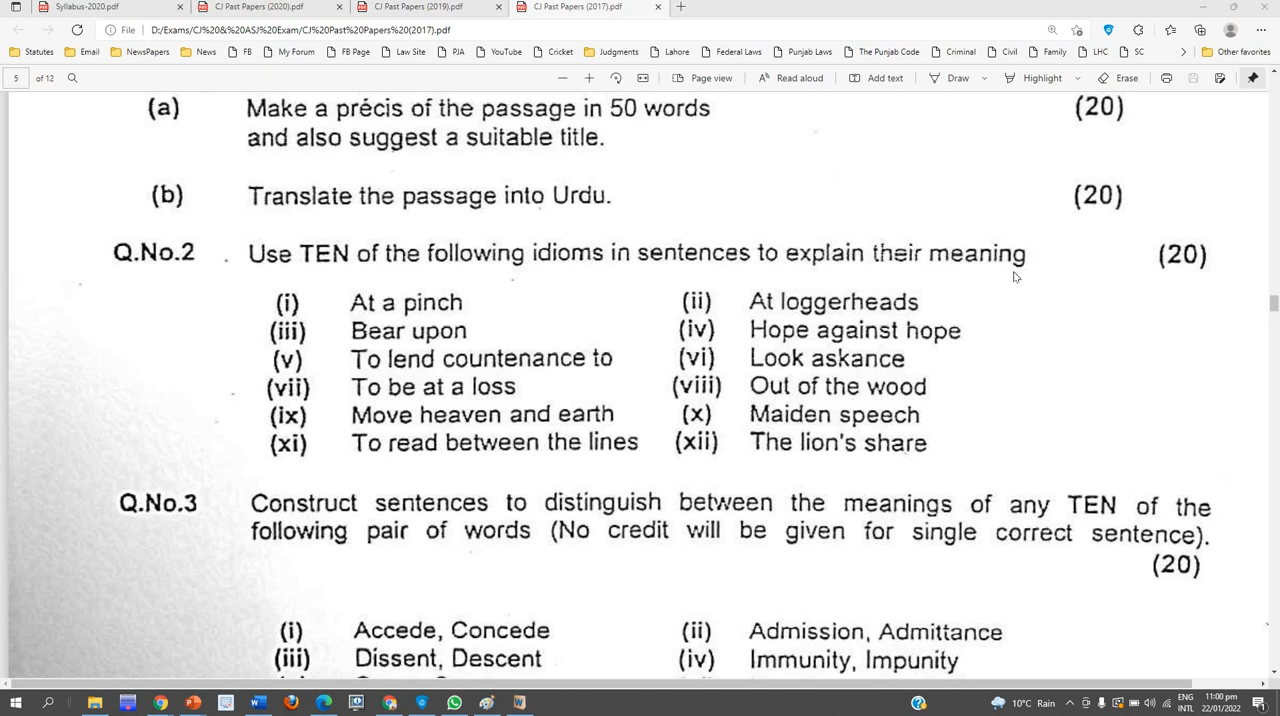 Syllabus-2020.pdf CJ Past Papers (2020).pdf CJ Past Papers (2019).pdf CJ Past Papers (2017).pdf
File D:/Exams/CJ%20&%20ASJ%20Exam/CJ%20Past%20Papers%20(2017).pdf
Statutes Email NewsPapers News FB My Forum FB Page Law Site PJA YouTube Cricket Judgments Lahore Federal Laws Punjab Laws The Punjab Code Criminal Civil Family LHC SC Other favorites
5 of 12 Page view Read aloud Add text Draw Highlight Erase
(a) Make a précis of the passage in 50 words (20)
and also suggest a suitable title.
(b) Translate the passage into Urdu. (20)
Q.No.2 Use TEN of the following idioms in sentences to explain their meaning (20)
(i) At a pinch (ii) At loggerheads
(iii) Bear upon (iv) Hope against hope
(v) To lend countenance to (vi) Look askance
(vii) To be at a loss (viii) Out of the wood
(ix) Move heaven and earth (x) Maiden speech
(xi) To read between the lines (xii) The lion's share
Q.No.3 Construct sentences to distinguish between the meanings of any TEN of the
following pair of words (No credit will be given for single correct sentence).
(20)
(i) Accede, Concede (ii) Admission, Admittance
(iii) Dissent, Descent (iv) Immunity, Impunity
10°C Rain ENG 11:00 pm
INTL 22/01/2022